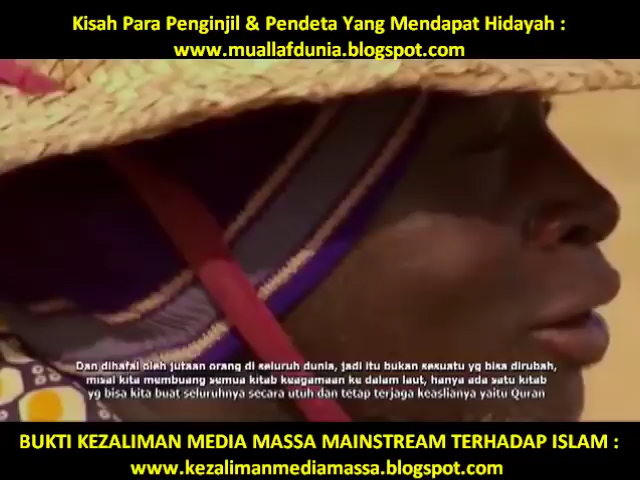 Kisah Para Penginjil & Pendeta Yang Mendapat Hidayah :
www.muallafdunia.blogspot.com
Dan dihafal oleh jutaan orang di seluruh dunia, jadi itu bukan sesuatu yg bisa dirubah,
misal kita membuang semua kitab keagamaan ke dalam laut, hanya ada satu kitab
yg bisa kita buat seluruhnya secara utuh dan tetap terjaga keaslianya yaitu Quran
BUKTI KEZALIMAN MEDIA MASSA MAINSTREAM TERHADAP ISLAM :
www.kezalimanmediamassa.blogspot.com